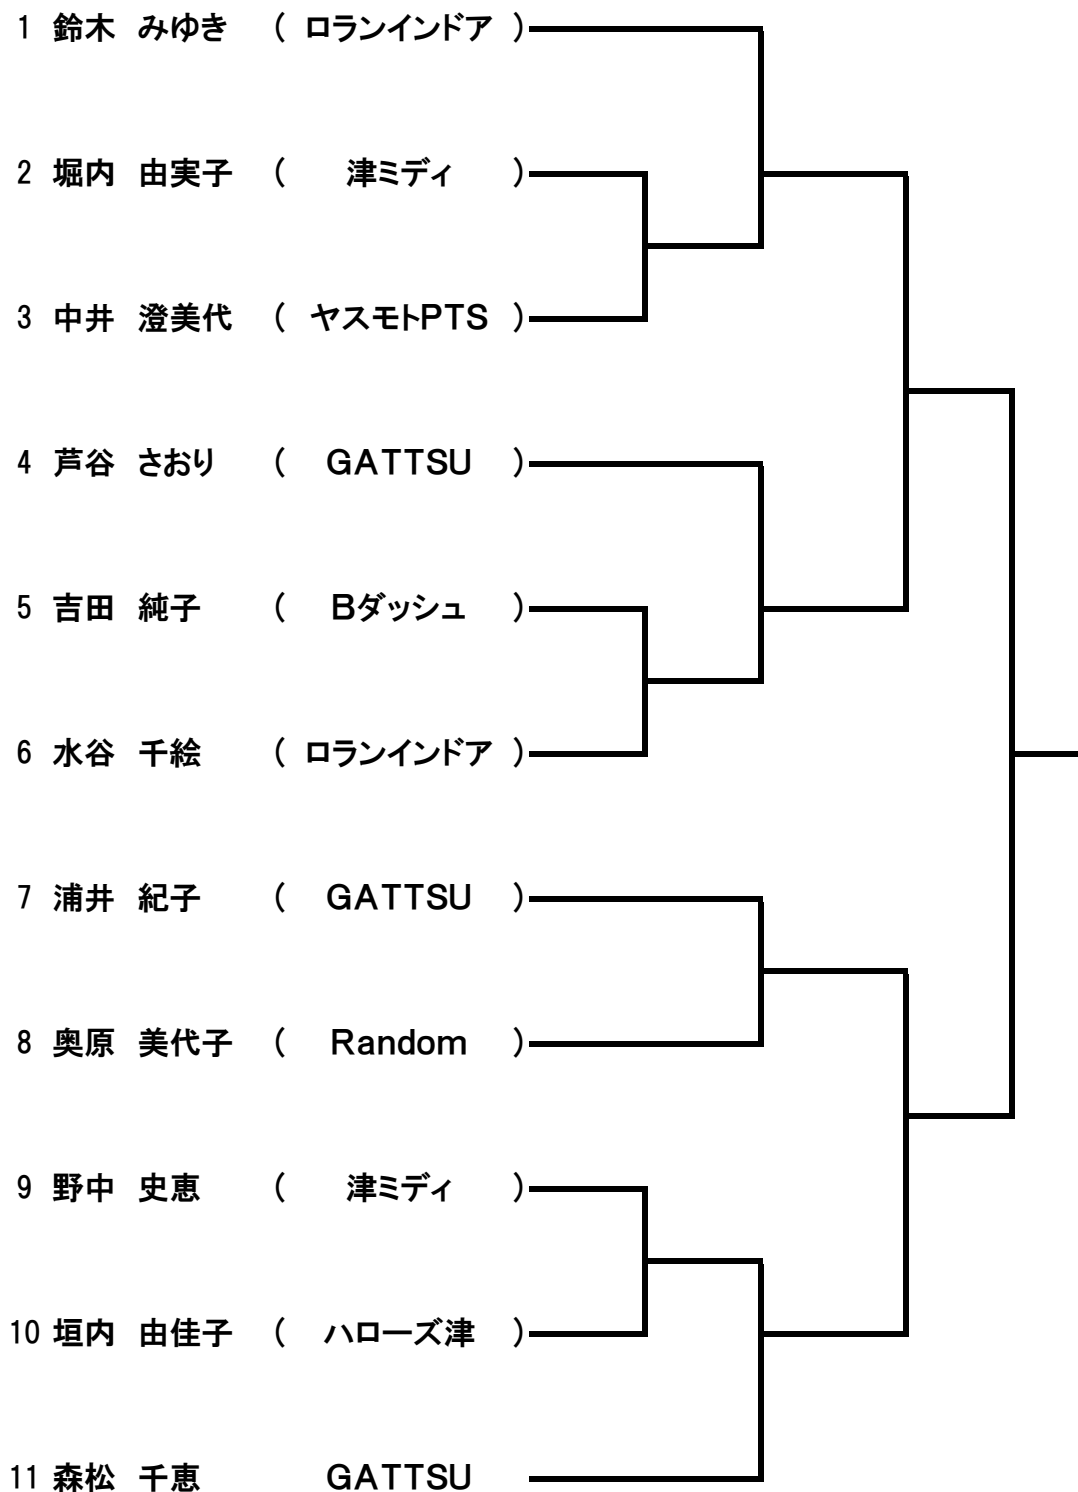 1 鈴木 みゆき ( ロランインドア )
2 堀内 由実子 ( 津ミディ )
3 中井 澄美代 ( ヤスモトPTS )
4 芦谷 さおり ( GATTSU )
5 吉田 純子 ( Bダッシュ )
6 水谷 千絵 ( ロランインドア )
7 浦井 紀子 ( GATTSU )
8 奥原 美代子 ( Random )
9 野中 史恵 ( 津ミディ )
10 垣内 由佳子 ( ハローズ津 )
11 森松 千恵 GATTSU